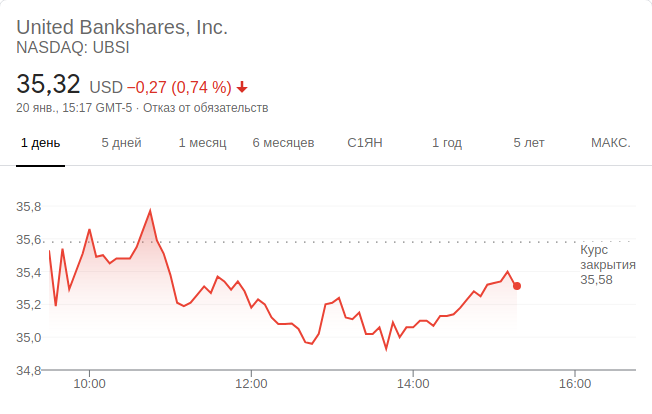 United Bankshares, Inc.
NASDAQ: UBSI
35,32 USD −0,27 (0,74 %)
20 янв., 15:17 GMT-5 · Отказ от обязательств
1 день 5 дней 1 месяц 6 месяцев С1ЯН 1 год 5 лет МАКС.
35,8
35,6
Курс
закрытия
35,58
35,4
35,2
35,0
34,8
10:00 12:00 14:00 16:00